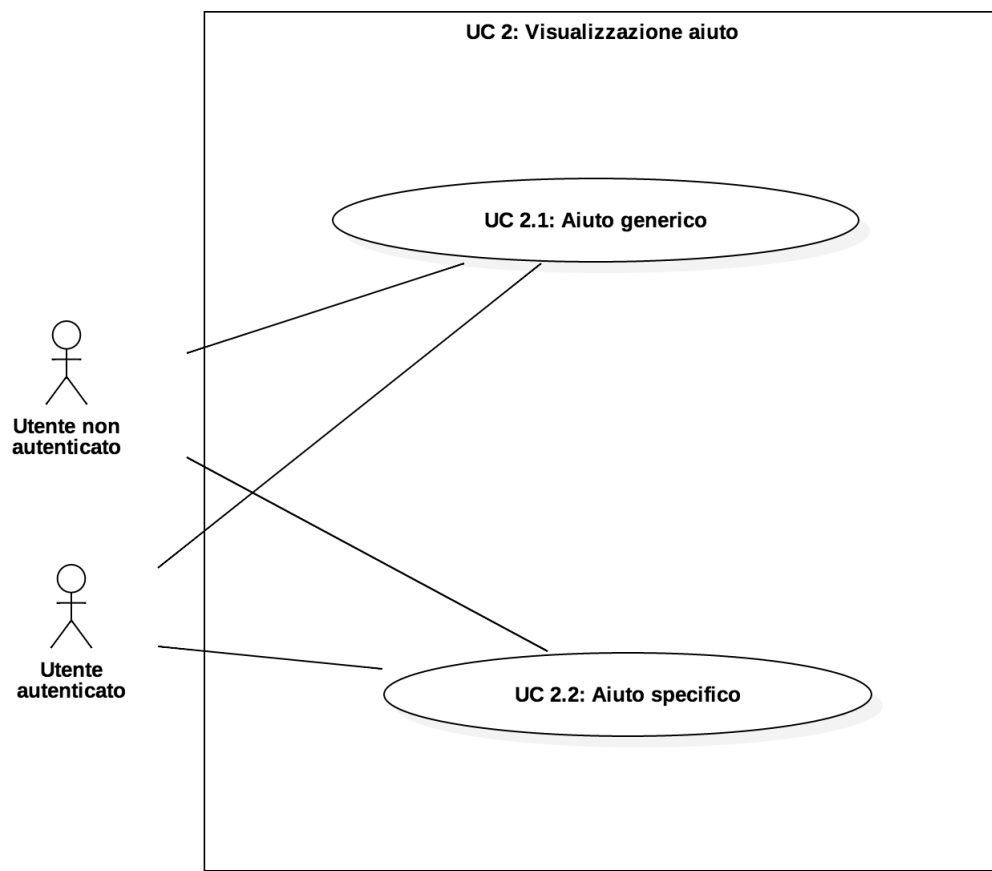 UC 2: Visualizzazione aiuto
UC 2.1: Aiuto generico
Utente non
autenticato
Utente
autenticato
UC 2.2: Aiuto specifico